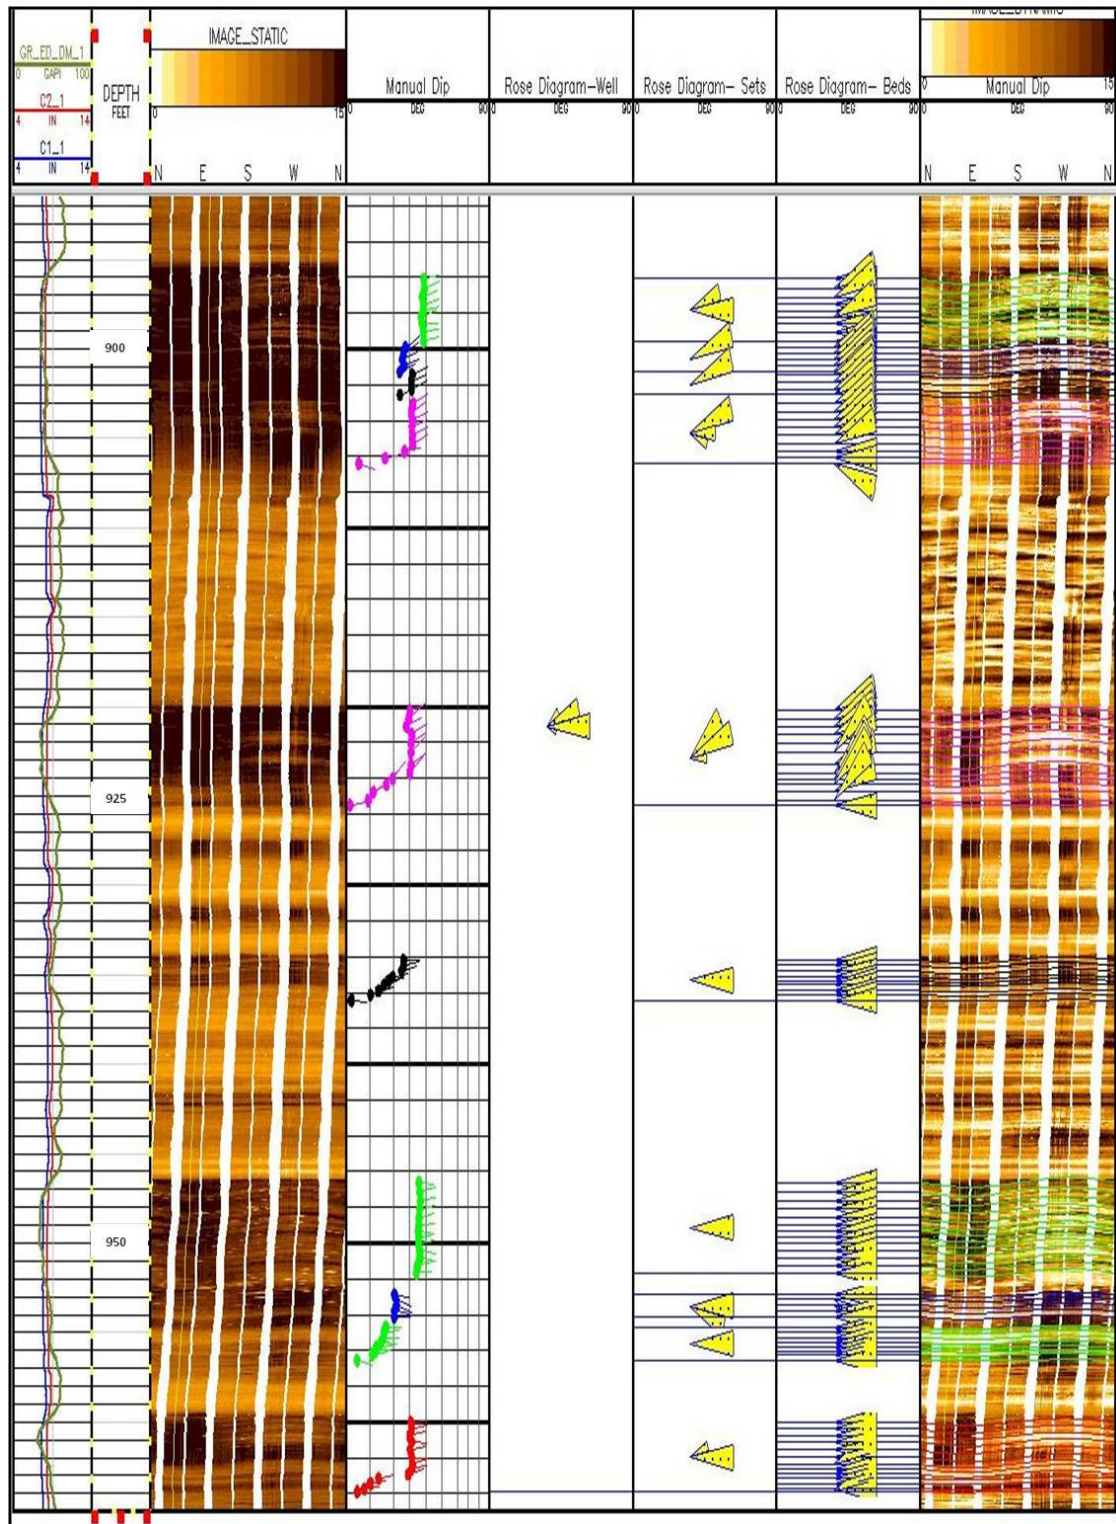 IMAGE_STATIC
IMAGE_DYNAMIC
GR_ED_DM_1
0 GAPI 100
C2_1
4 IN 14
C1_1
4 IN 14
DEPTH
FEET
0 15
N E S W N
Manual Dip
0 DEG 90
Rose Diagram-Well
0 DEG 90
Rose Diagram- Sets
0 DEG 90
Rose Diagram- Beds
0 DEG 90
0 15
Manual Dip
0 DEG 90
N E S W N
900
925
950